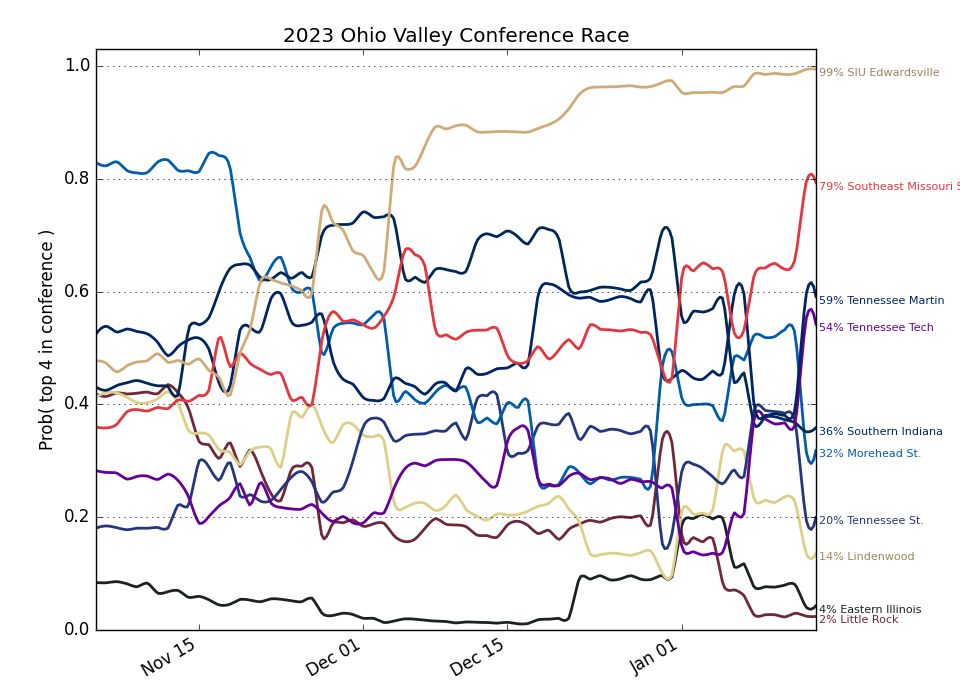 2023 Ohio Valley Conference Race
Prob( top 4 in conference )
1.0
0.8
0.6
0.4
0.2
0.0
Nov 15
Dec 01
Dec 15
Jan 01
99% SIU Edwardsville
79% Southeast Missouri S
59% Tennessee Martin
54% Tennessee Tech
36% Southern Indiana
32% Morehead St.
20% Tennessee St.
14% Lindenwood
4% Eastern Illinois
2% Little Rock